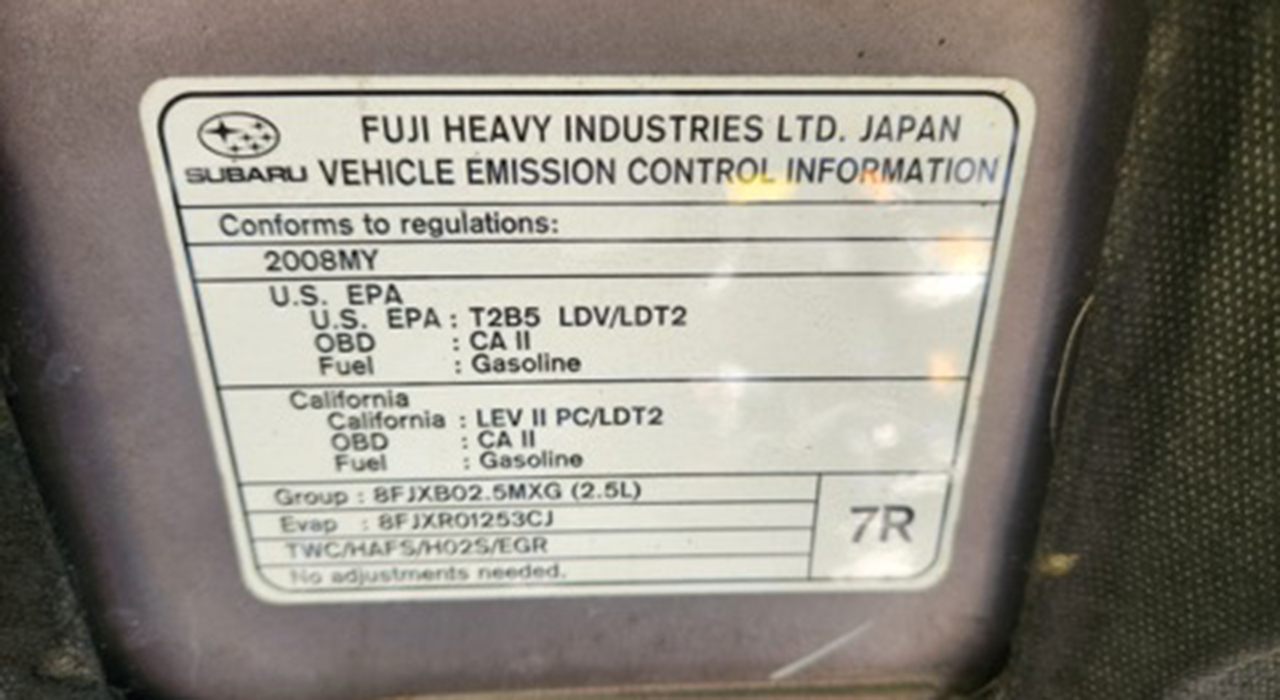 FUJI HEAVY INDUSTRIES LTD. JAPAN
SUBARU VEHICLE EMISSION CONTROL INFORMATION
Conforms to regulations:
2008MY
U.S. EPA
U.S. EPA : T2B5 LDV/LDT2
OBD : CA II
Fuel : Gasoline
California
California : LEV II PC/LDT2
OBD : CA II
Fuel : Gasoline
Group : 8FJXB02.5MXG (2.5L)
Evap : 8FJXR01253CJ
TWC/HAFS/HO2S/EGR
No adjustments needed.
7R